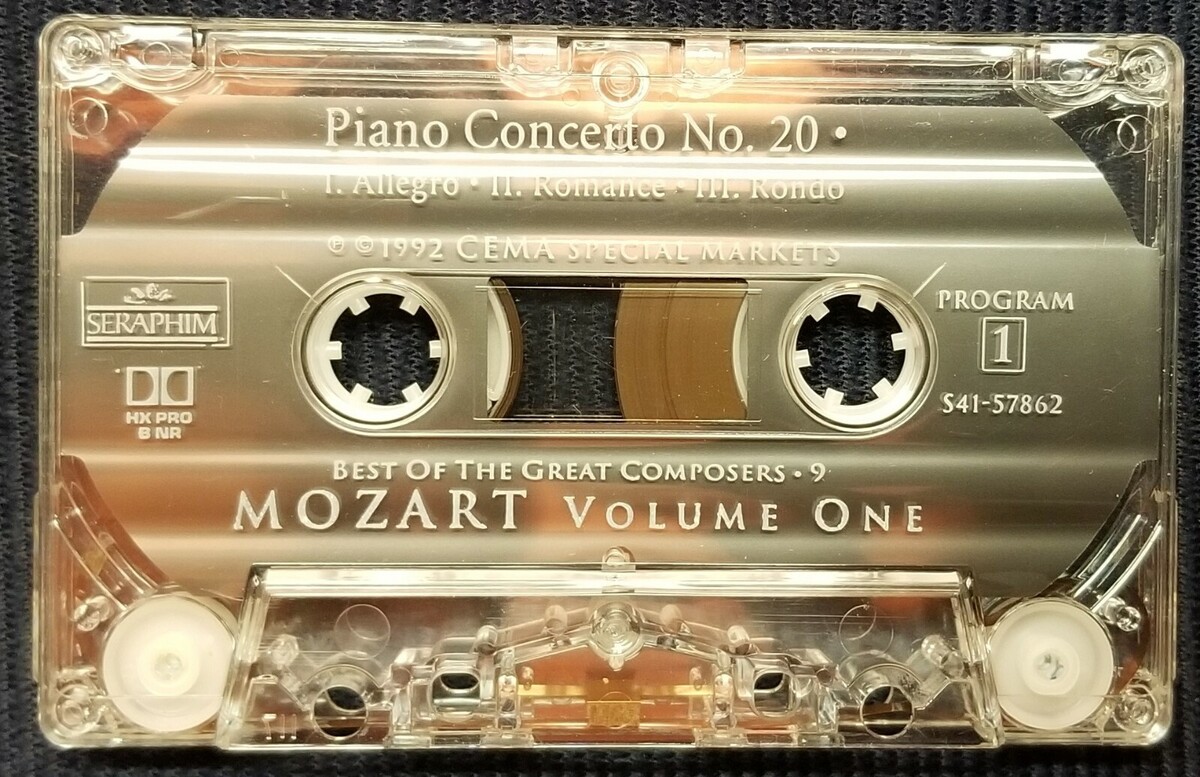 Piano Concerto No. 20 •
I. Allegro • II. Romance • III. Rondo
℗ ©1992 CEMA SPECIAL MARKETS
SERAPHIM
HX PRO
B NR
PROGRAM
1
S41-57862
BEST OF THE GREAT COMPOSERS • 9
MOZART VOLUME ONE